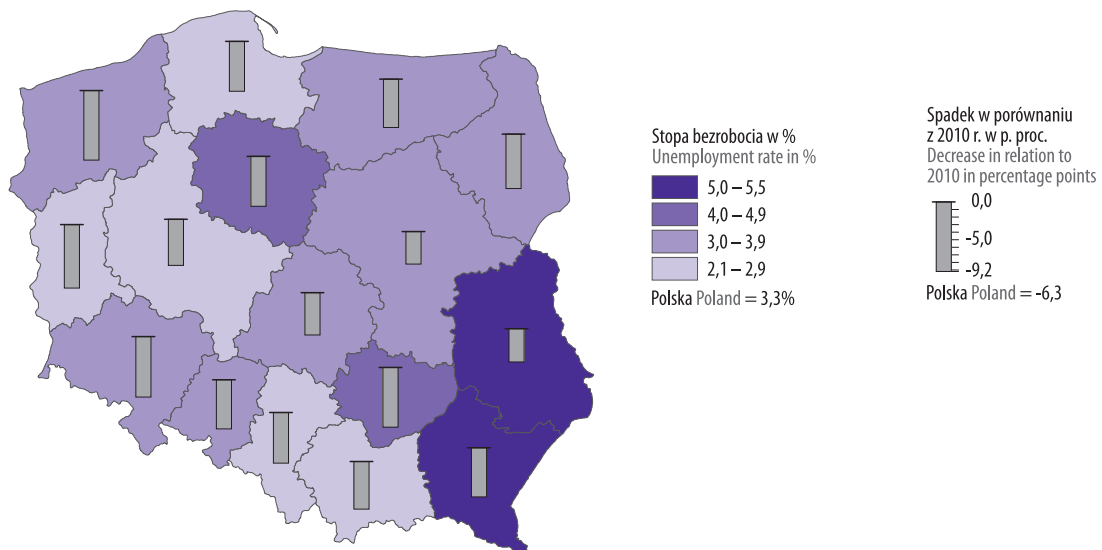 Stopa bezrobocia w %
Unemployment rate in %
5,0 – 5,5
4,0 – 4,9
3,0 – 3,9
2,1 – 2,9
Polska Poland = 3,3%
Spadek w porównaniu
z 2010 r. w p. proc.
Decrease in relation to
2010 in percentage points
0,0
-5,0
-9,2
Polska Poland = -6,3